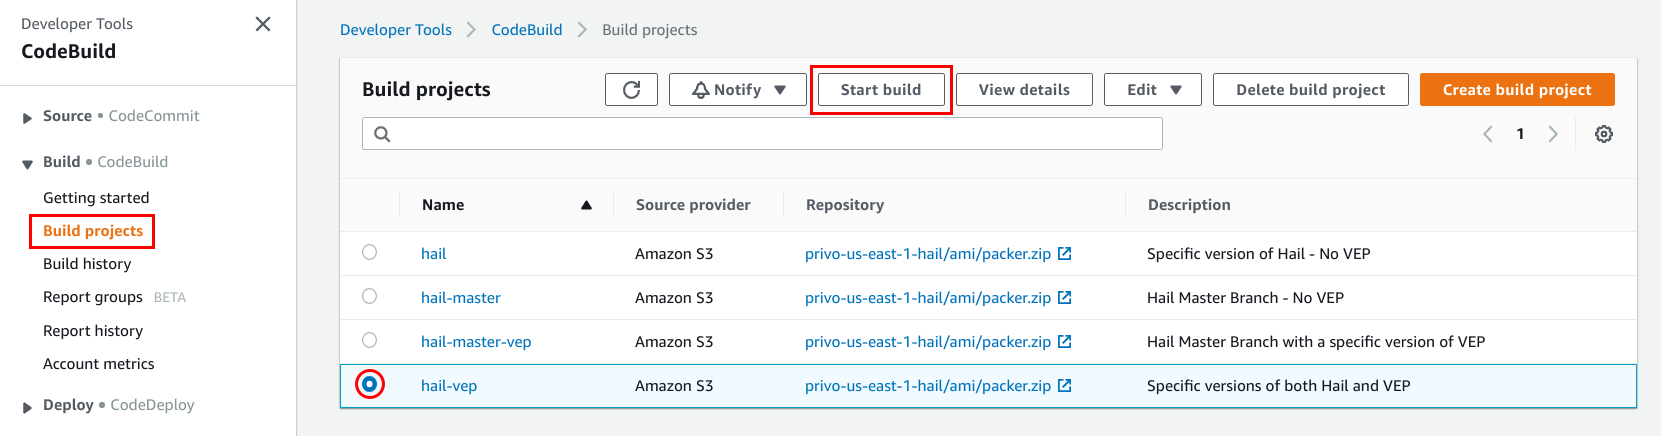 Developer Tools
CodeBuild
Source • CodeCommit
Build • CodeBuild
Getting started
Build projects
Build history
Report groups BETA
Report history
Account metrics
Deploy • CodeDeploy
Developer Tools > CodeBuild > Build projects
Build projects
Notify
Start build
View details
Edit
Delete build project
Create build project
1
Name Source provider Repository Description
hail Amazon S3 privo-us-east-1-hail/ami/packer.zip Specific version of Hail - No VEP
hail-master Amazon S3 privo-us-east-1-hail/ami/packer.zip Hail Master Branch - No VEP
hail-master-vep Amazon S3 privo-us-east-1-hail/ami/packer.zip Hail Master Branch with a specific version of VEP
hail-vep Amazon S3 privo-us-east-1-hail/ami/packer.zip Specific versions of both Hail and VEP